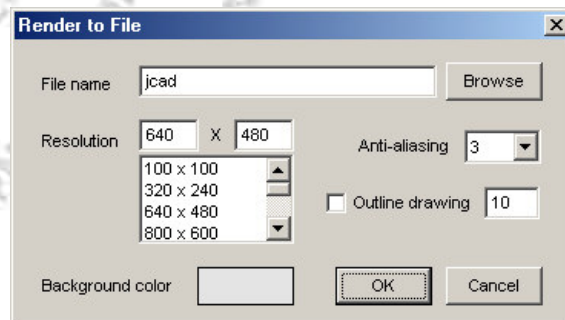 Render to File
File name jcad Browse
Resolution 640 X 480 Anti-aliasing 3
100 x 100
320 x 240
640 x 480
800 x 600
Outline drawing 10
Background color OK Cancel